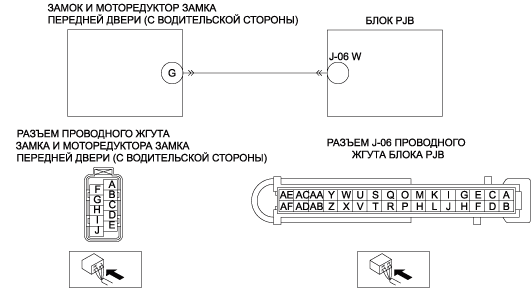 ЗАМОК И МОТОРЕДУКТОР ЗАМКА
ПЕРЕДНЕЙ ДВЕРИ (С ВОДИТЕЛЬСКОЙ СТОРОНЫ)
БЛОК PJB
G
J-06 W
РАЗЪЕМ ПРОВОДНОГО ЖГУТА
ЗАМКА И МОТОРЕДУКТОРА ЗАМКА
ПЕРЕДНЕЙ ДВЕРИ (С ВОДИТЕЛЬСКОЙ СТОРОНЫ)
РАЗЪЕМ J-06 ПРОВОДНОГО
ЖГУТА БЛОКА PJB
A
F
B
G
C
H
D
I
E
J
AE AC AA Y W U S Q O M K I G E C A
AF AD AB Z X V T R P H L J H F D B